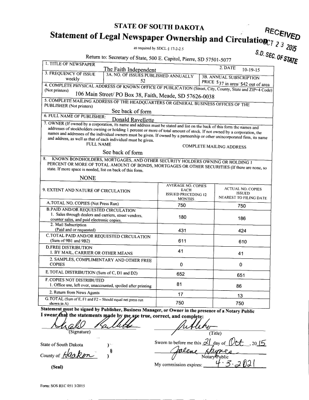 STATE OF SOUTH DAKOTA
Statement of Legal Newspaper Ownership and Circulation
RECEIVED
OCT 23 2015
S.D. SEC. OF STATE
as required by SDCL § 17-2-2.5
Return to: Secretary of State, 500 E. Capitol, Pierre, SD 57501-5077
1. TITLE OF NEWSPAPER
The Faith Independent
2. DATE
10-19-15
3. FREQUENCY OF ISSUE
weekly
3A. NO. OF ISSUES PUBLISHED ANNUALLY
52
3B. ANNUAL SUBSCRIPTION
PRICE $37 in area/ $42 out of area
4. COMPLETE PHYSICAL ADDRESS OF KNOWN OFFICE OF PUBLICATION (Street, City, County, State and ZIP+4 Code)
(Not printers)
106 Main Street/ PO Box 38, Faith, Meade, SD 57626-0038
5. COMPLETE MAILING ADDRESS OF THE HEADQUARTERS OR GENERAL BUSINESS OFFICES OF THE
PUBLISHER (Not printers)
See back of form
6. FULL NAME OF PUBLISHER:
Donald Ravellette
7. OWNER (If owned by a corporation, its name and address must be stated and list on the back of this form the names and
addresses of stockholders owning or holding 1 percent or more of total amount of stock. If not owned by a corporation, the
names and addresses of the individual owners must be given. If owned by a partnership or other unincorporated firm, its name
and address, as well as that of each individual must be given.
FULL NAME
COMPLETE MAILING ADDRESS
See back of form
8. KNOWN BONDHOLDERS, MORTGAGES, AND OTHER SECURITY HOLDERS OWNING OR HOLDING 1
PERCENT OR MORE OF TOTAL AMOUNT OF BONDS, MORTGAGES OR OTHER SECURITIES (If there are none, so
state. If more space is needed, list on back of this form.
NONE
9. EXTENT AND NATURE OF CIRCULATION
AVERAGE NO. COPIES
EACH
ISSUED PRECEDING 12
MONTHS
ACTUAL NO. COPIES
ISSUED
NEAREST TO FILING DATE
A. TOTAL NO. COPIES (Net Press Run)
750
750
B. PAID AND/OR REQUESTED CIRCULATION
1. Sales through dealers and carriers, street vendors,
counter sales, and paid electronic copies.
180
186
2. Mail Subscription
(Paid and or requested)
431
424
C. TOTAL PAID AND/OR REQUESTED CIRCULATION
(Sum of 9B1 and 9B2)
611
610
D. FREE DISTRIBUTION
1. BY MAIL, CARRIER OR OTHER MEANS
41
41
2. SAMPLES, COMPLIMENTARY AND OTHER FREE
COPIES
0
0
E. TOTAL DISTRIBUTION (Sum of C, D1 and D2)
652
651
F. COPIES NOT DISTRIBUTED
1. Office use, left over, unaccounted, spoiled after printing
81
86
2. Return from News Agents
17
13
G. TOTAL (Sum of E, F1 and F2 – Should equal net press run
shown in A)
750
750
Statement must be signed by Publisher, Business Manager, or Owner in the presence of a Notary Public
I swear that the statements made by me are true, correct, and complete:
(Signature)
Publisher
(Title)
State of South Dakota )
County of Haakon )
§
Sworn to before me this 21 day of Oct 2015
Notary Public
(Seal)
My commission expires: 4-3-2021